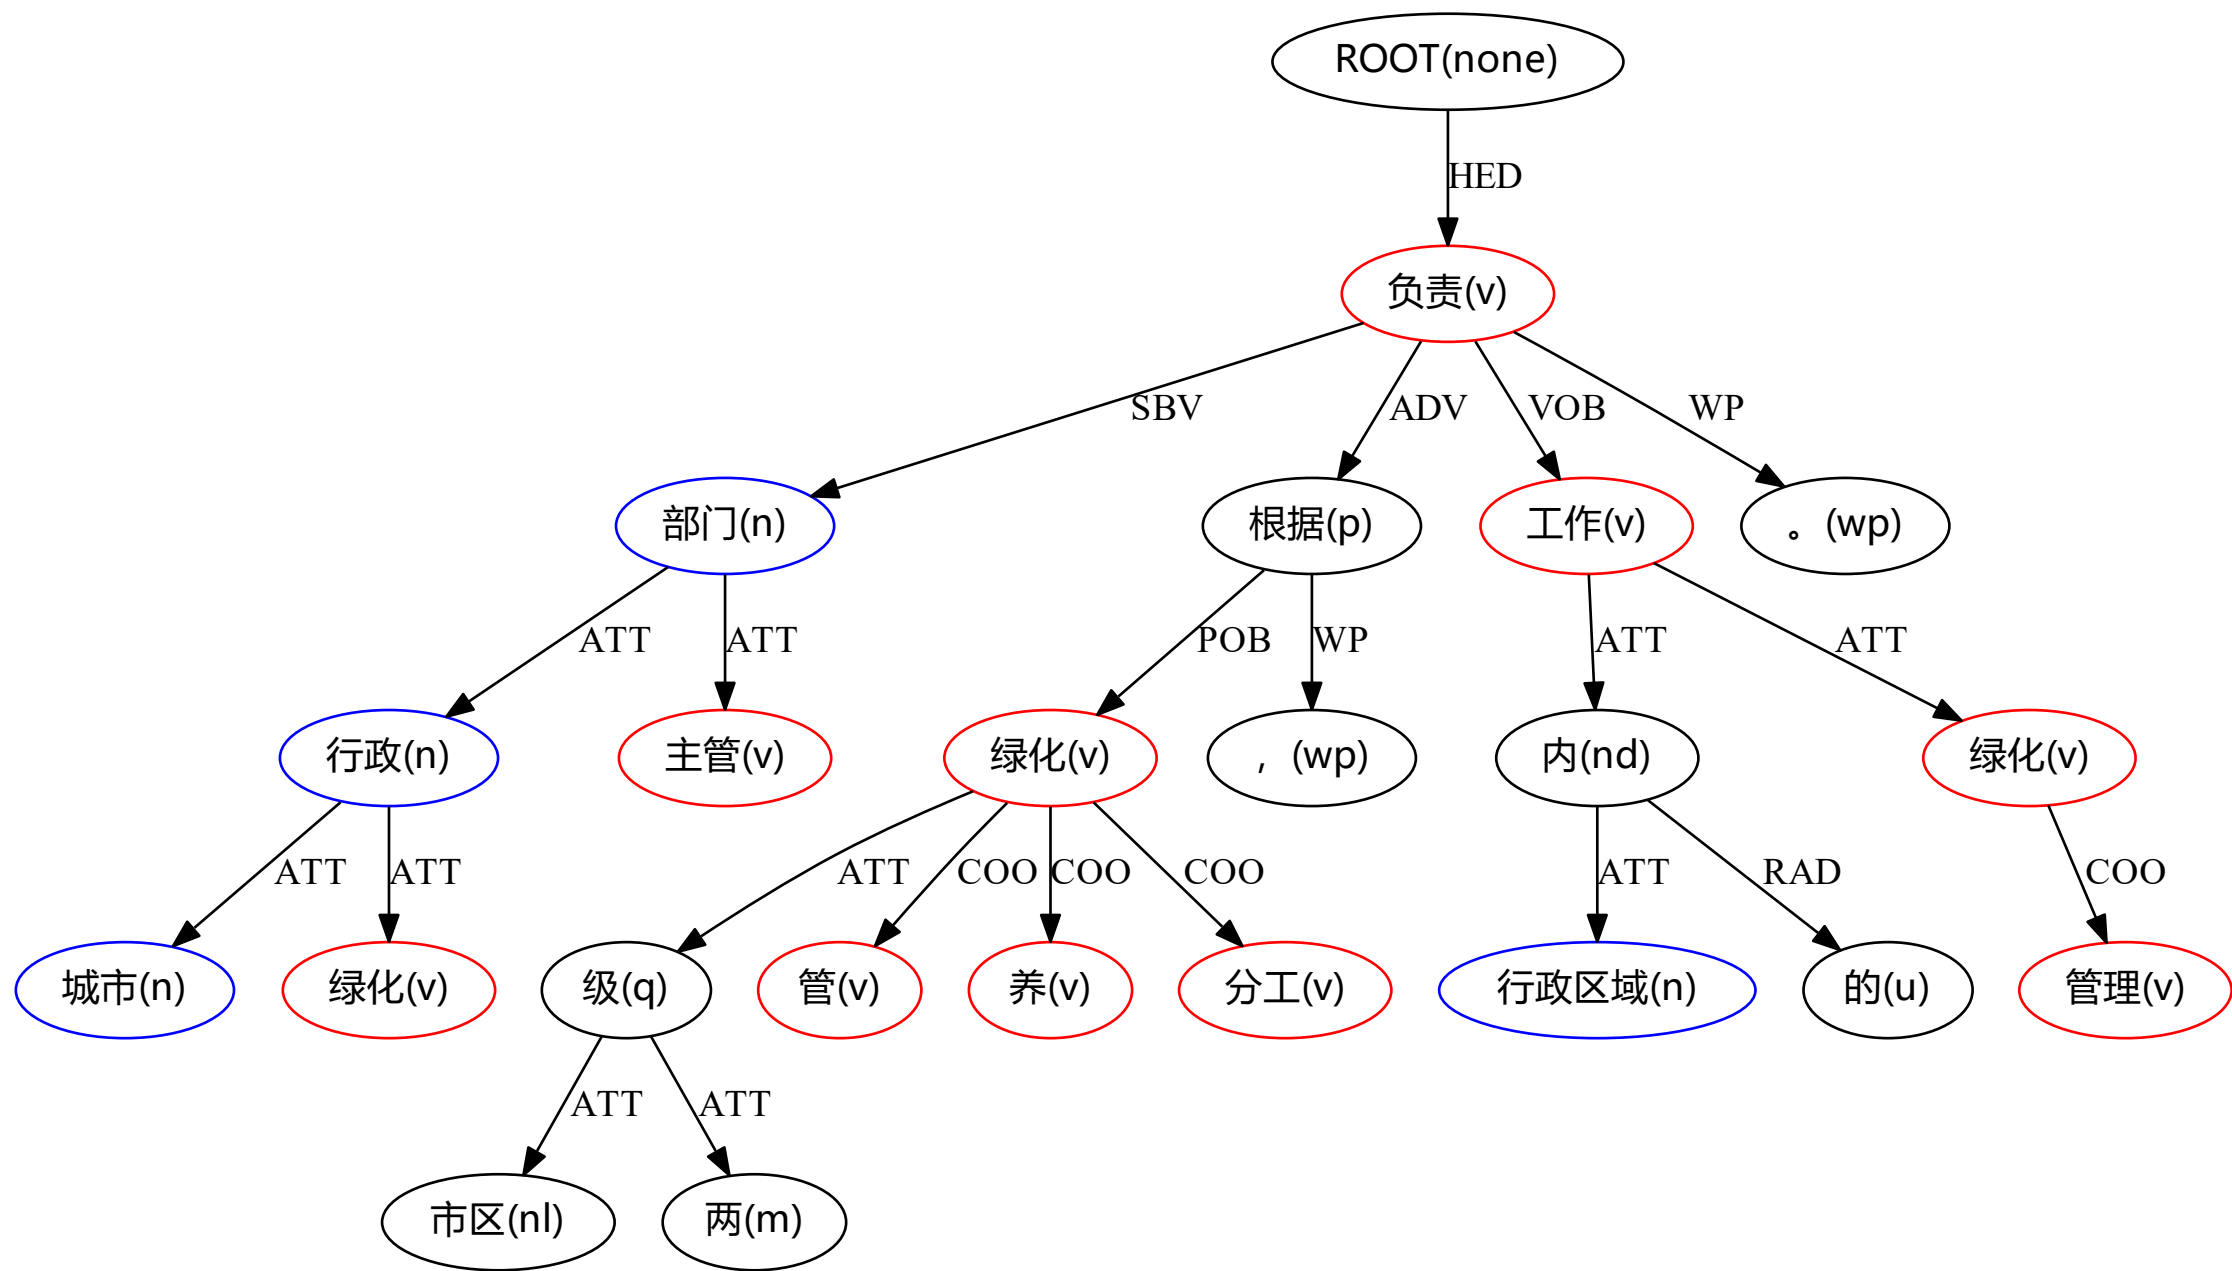 ROOT(none)
HED
负责(v)
SBV ADV VOB WP
部门(n) 根据(p) 工作(v) 。(wp)
ATT ATT POB WP ATT ATT
行政(n) 主管(v) 绿化(v) ，(wp) 内(nd) 绿化(v)
ATT ATT ATT COO COO COO ATT RAD COO
城市(n) 绿化(v) 级(q) 管(v) 养(v) 分工(v) 行政区域(n) 的(u) 管理(v)
ATT ATT
市区(nl) 两(m)